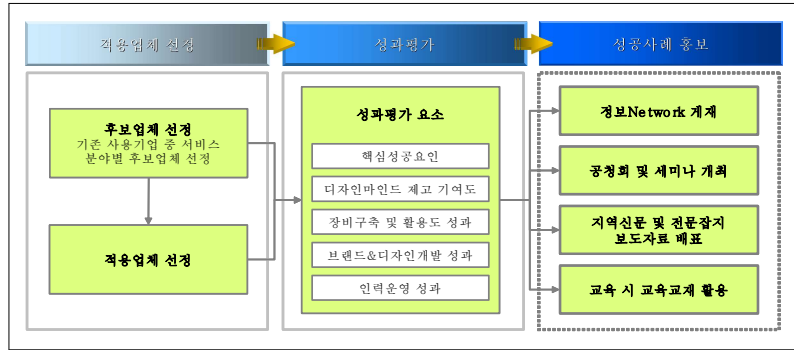 적용업체 선정
성과평가
성공사례 홍보
후보업체 선정
기존 사용기업 중 서비스
분야별 후보업체 선정
적용업체 선정
성과평가 요소
핵심성공요인
디자인마인드 제고 기여도
장비구축 및 활용도 성과
브랜드&디자인개발 성과
인력운영 성과
정보Network 게재
공청회 및 세미나 개최
지역신문 및 전문잡지
보도자료 배표
교육 시 교육교재 활용